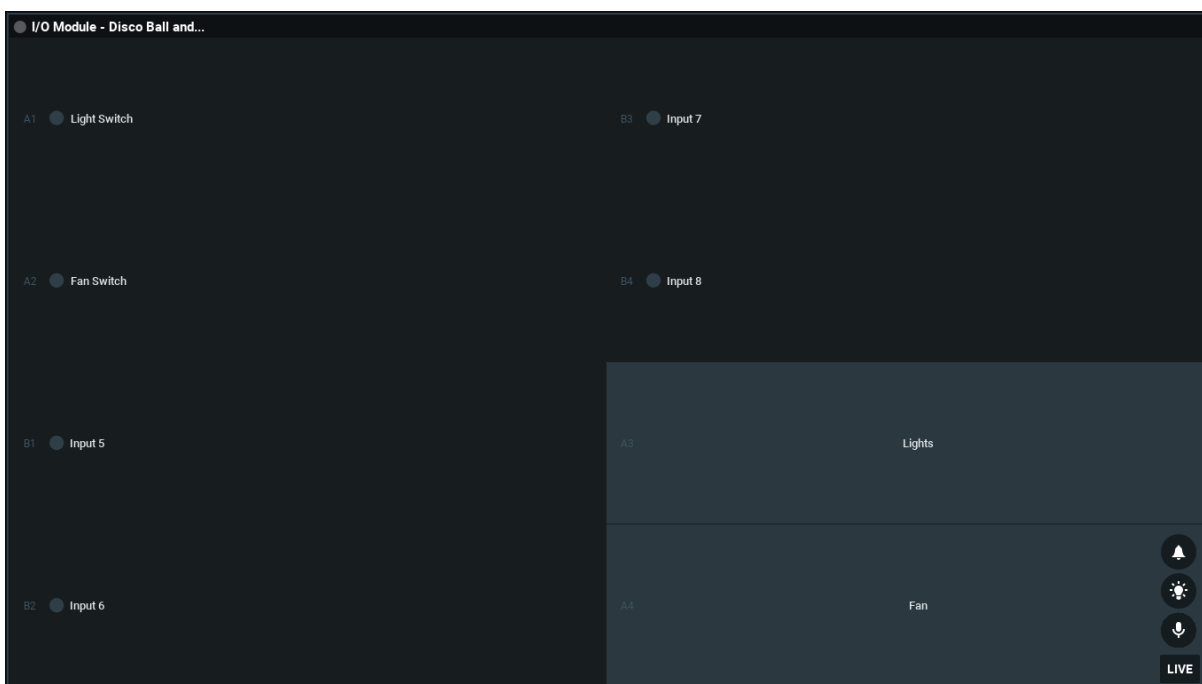 I/O Module - Disco Ball and...
A1 Light Switch
B3 Input 7
A2 Fan Switch
B4 Input 8
B1 Input 5
A3 Lights
B2 Input 6
A4 Fan
LIVE